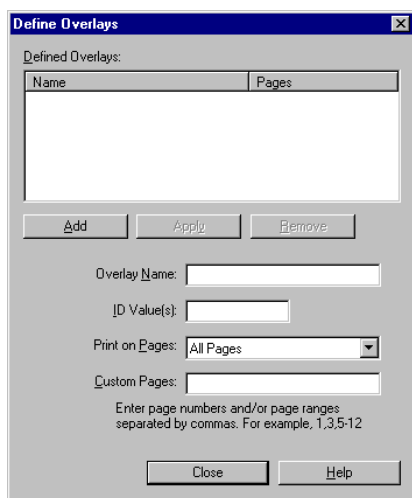 Define Overlays
Defined Overlays:
Name Pages
Add Apply Remove
Overlay Name:
ID Value(s):
Print on Pages: All Pages
Custom Pages:
Enter page numbers and/or page ranges
separated by commas. For example, 1,3,5-12
Close Help